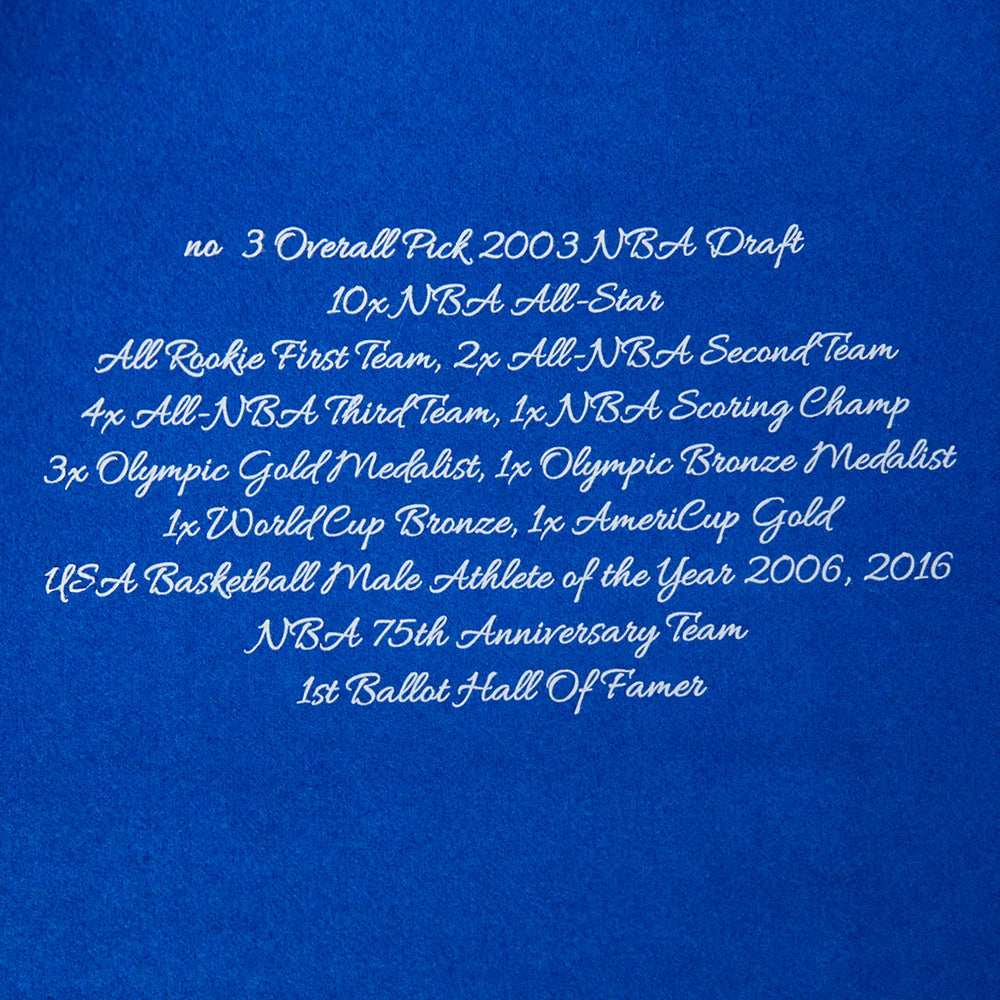 no 3 Overall Pick 2003 NBA Draft
10x NBA All-Star
All Rookie First Team, 2x All-NBA Second Team
4x All-NBA Third Team, 1x NBA Scoring Champ
3x Olympic Gold Medalist, 1x Olympic Bronze Medalist
1x World Cup Bronze, 1x AmeriCup Gold
USA Basketball Male Athlete of the Year 2006, 2016
NBA 75th Anniversary Team
1st Ballot Hall Of Famer